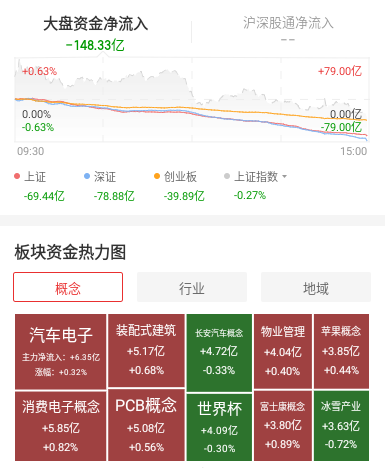 大盘资金净流入
沪深股通净流入
-148.33亿
--
+0.63%
+79.00亿
0.00%
0.00亿
-0.63%
-79.00亿
09:30
15:00
上证
深证
创业板
上证指数
-69.44亿
-78.88亿
-39.89亿
-0.27%
板块资金热力图
概念
行业
地域
汽车电子
主力净流入：+6.35亿
涨幅：+0.32%
装配式建筑
+5.17亿
+0.68%
长安汽车概念
+4.72亿
-0.33%
物业管理
+4.04亿
+0.40%
苹果概念
+3.85亿
+0.44%
消费电子概念
+5.85亿
+0.82%
PCB概念
+5.08亿
+0.56%
世界杯
+4.09亿
-0.30%
富士康概念
+3.80亿
+0.89%
冰雪产业
+3.63亿
-0.72%